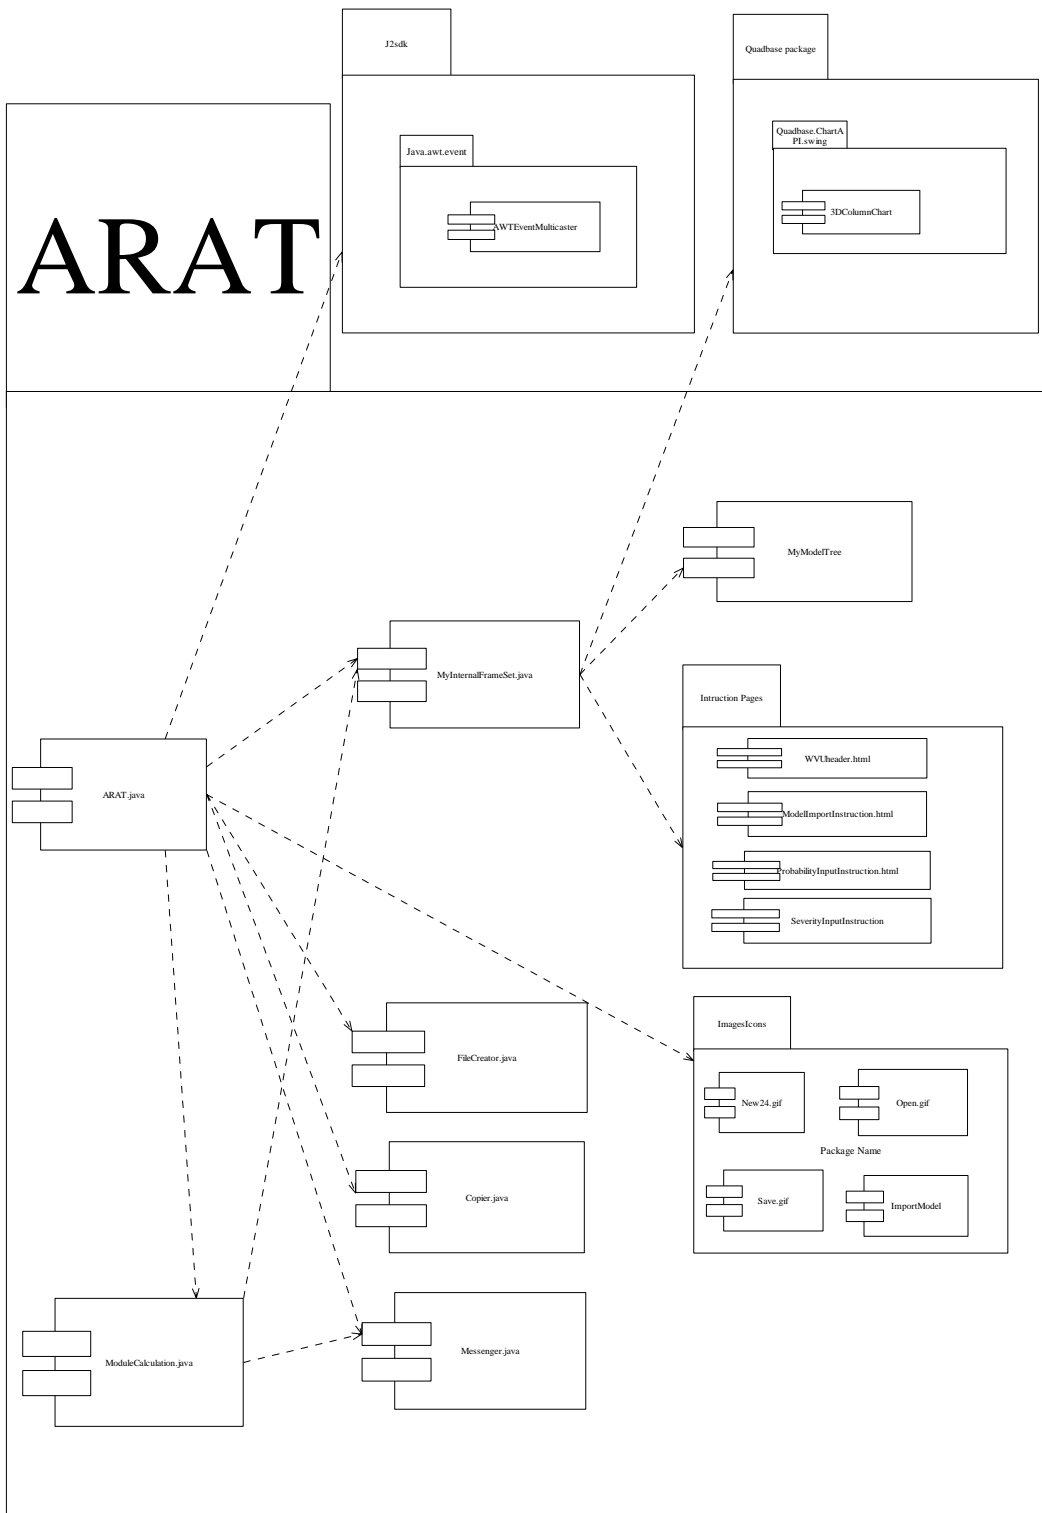 J2sdk
Quadbase package
Java.awt.event
Quadbase.ChartA
PI.swing
AWTEventMulticaster
3DColumnChart
ARAT
MyModelTree
MyInternalFrameSet.java
Intruction Pages
WVUheader.html
ARAT.java
ModelImportInstruction.html
ProbabilityInputInstruction.html
SeverityInputInstruction
ImagesIcons
FileCreator.java
New24.gif
Open.gif
Package Name
Copier.java
Save.gif
ImportModel
Messenger.java
ModuleCalculation.java